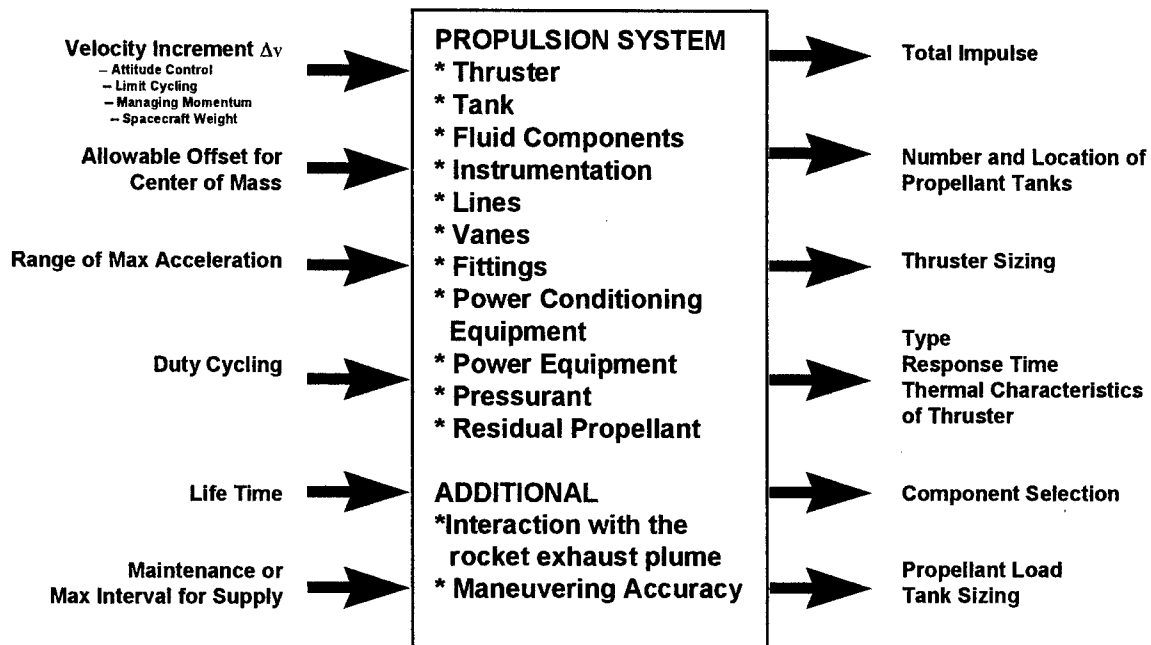 Velocity Increment Δv
– Attitude Control
– Limit Cycling
– Managing Momentum
– Spacecraft Weight
Allowable Offset for
Center of Mass
Range of Max Acceleration
Duty Cycling
Life Time
Maintenance or
Max Interval for Supply
PROPULSION SYSTEM
* Thruster
* Tank
* Fluid Components
* Instrumentation
* Lines
* Vanes
* Fittings
* Power Conditioning
Equipment
* Power Equipment
* Pressurant
* Residual Propellant
ADDITIONAL
*Interaction with the
rocket exhaust plume
* Maneuvering Accuracy
Total Impulse
Number and Location of
Propellant Tanks
Thruster Sizing
Type
Response Time
Thermal Characteristics
of Thruster
Component Selection
Propellant Load
Tank Sizing